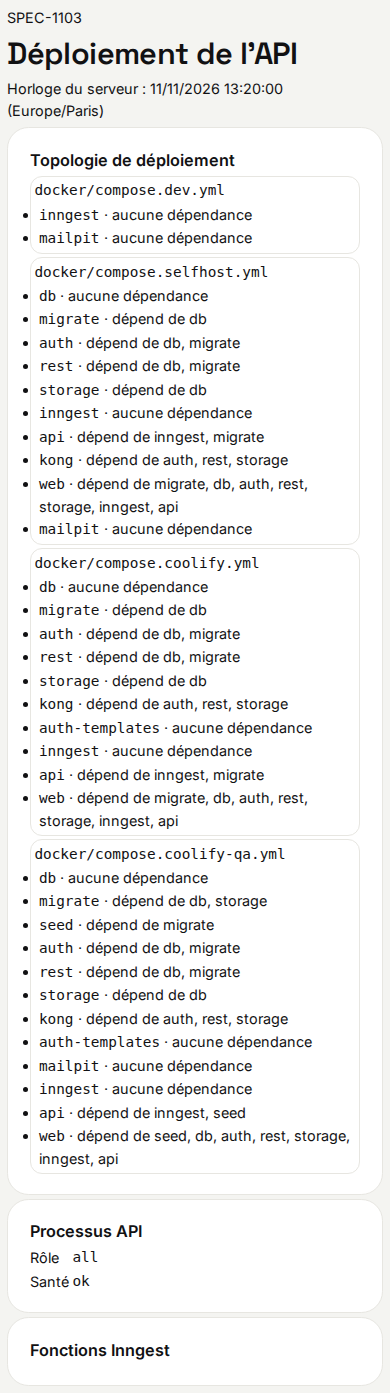 SPEC-1103
Déploiement de l’API
Horloge du serveur : 11/11/2026 13:20:00
(Europe/Paris)
Topologie de déploiement
docker/compose.dev.yml
• inngest · aucune dépendance
• mailpit · aucune dépendance
docker/compose.selfhost.yml
• db · aucune dépendance
• migrate · dépend de db
• auth · dépend de db, migrate
• rest · dépend de db, migrate
• storage · dépend de db
• inngest · aucune dépendance
• api · dépend de inngest, migrate
• kong · dépend de auth, rest, storage
• web · dépend de migrate, db, auth, rest,
storage, inngest, api
• mailpit · aucune dépendance
docker/compose.coolify.yml
• db · aucune dépendance
• migrate · dépend de db
• auth · dépend de db, migrate
• rest · dépend de db, migrate
• storage · dépend de db
• kong · dépend de auth, rest, storage
• auth-templates · aucune dépendance
• inngest · aucune dépendance
• api · dépend de inngest, migrate
• web · dépend de migrate, db, auth, rest,
storage, inngest, api
docker/compose.coolify-qa.yml
• db · aucune dépendance
• migrate · dépend de db, storage
• seed · dépend de migrate
• auth · dépend de db, migrate
• rest · dépend de db, migrate
• storage · dépend de db
• kong · dépend de auth, rest, storage
• auth-templates · aucune dépendance
• mailpit · aucune dépendance
• inngest · aucune dépendance
• api · dépend de inngest, seed
• web · dépend de seed, db, auth, rest, storage,
inngest, api
Processus API
Rôle all
Santé ok
Fonctions Inngest